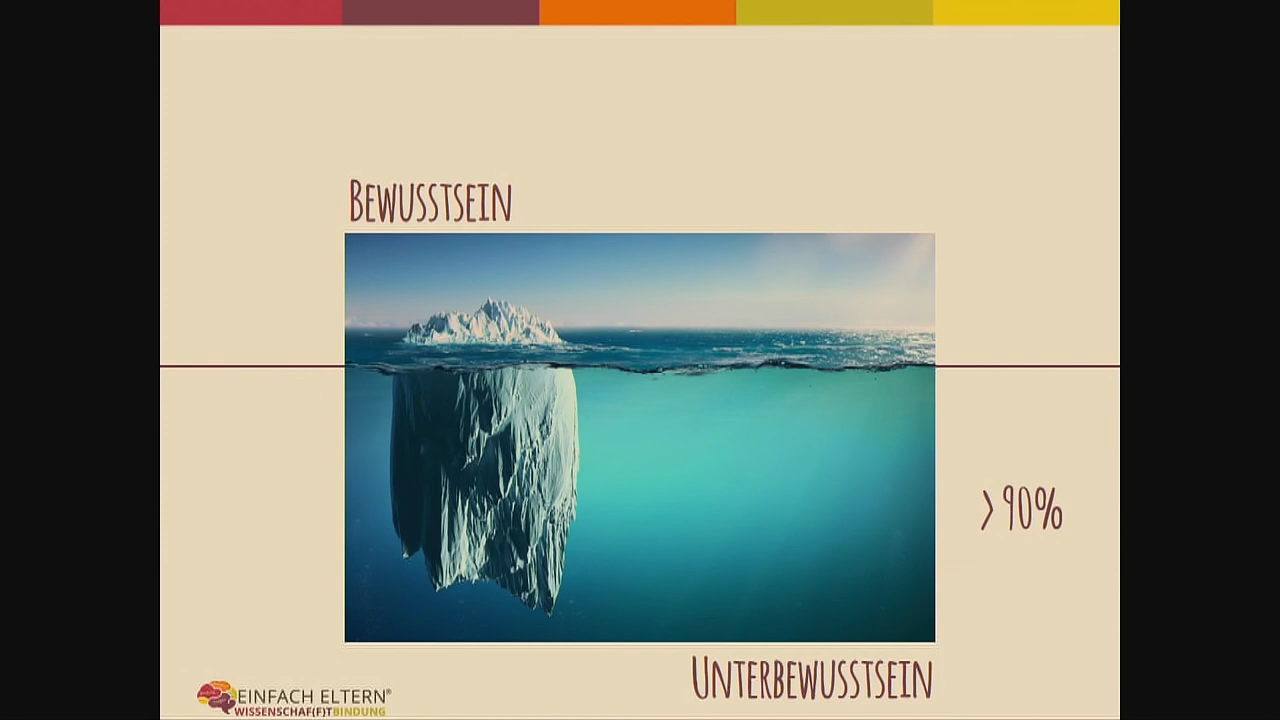 BEWUSSTSEIN
> 90%
UNTERBEWUSSTSEIN
EINFACH ELTERN®
WISSENSCHAF(F)TBINDUNG